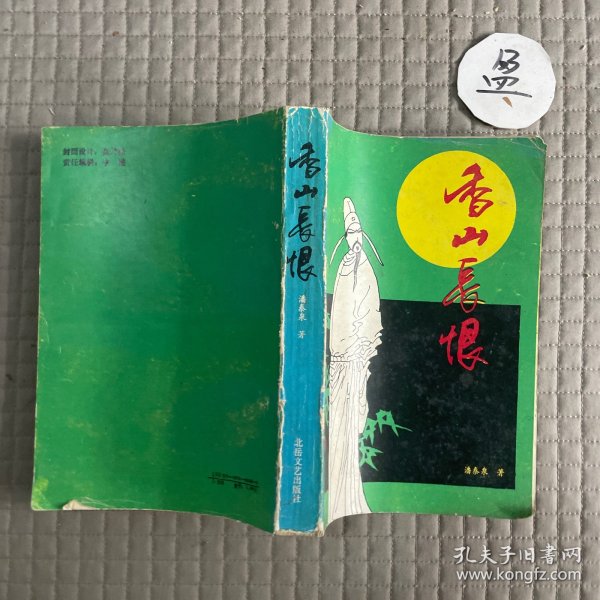 盈
香山長恨
潘泰泉 著
香山長恨
潘泰泉 著
北岳文艺出版社
孔夫子旧书网
www.kongfz.com